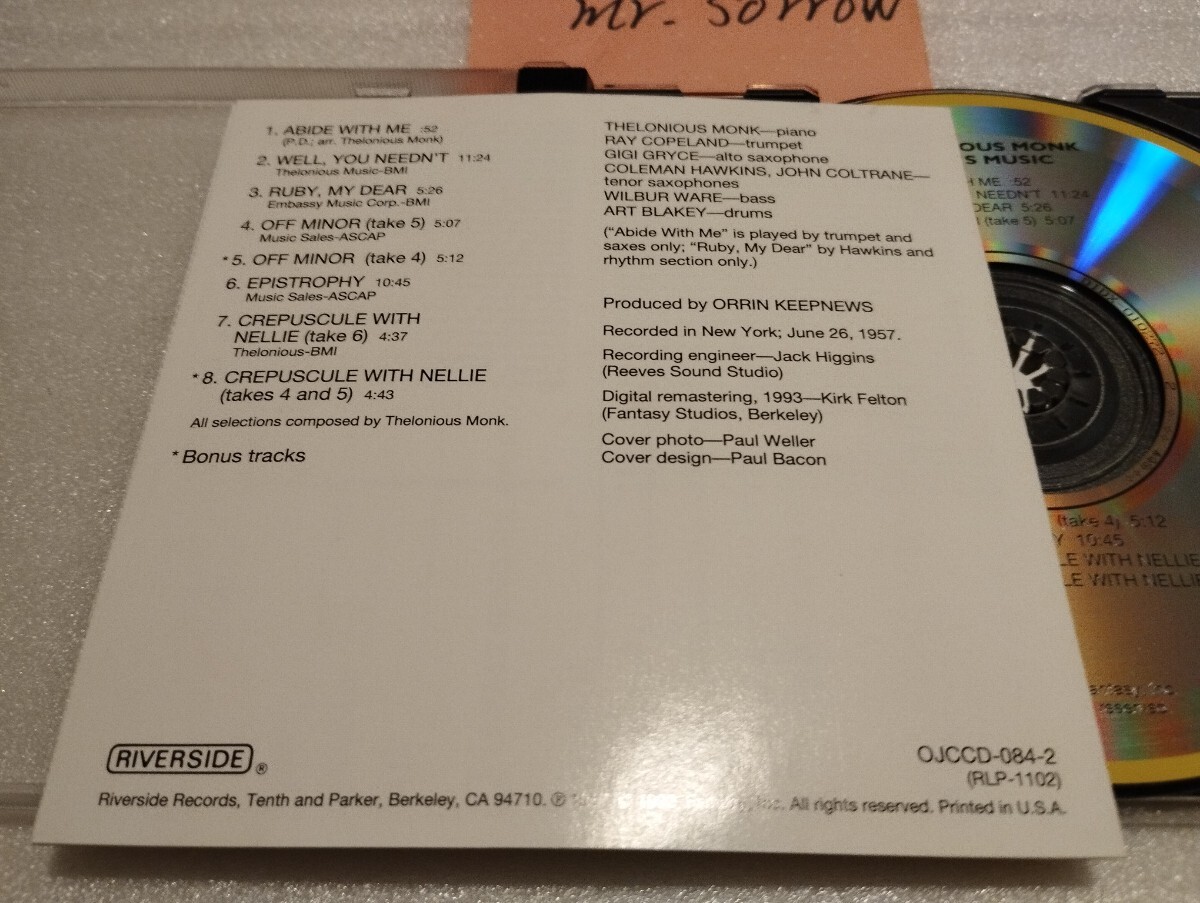 mr. sorrow
1. ABIDE WITH ME :52
(P.D.; arr. Thelonious Monk)
2. WELL, YOU NEEDN'T 11:24
Thelonious Music-BMI
3. RUBY, MY DEAR 5:26
Embassy Music Corp.-BMI
4. OFF MINOR (take 5) 5:07
Music Sales-ASCAP
*5. OFF MINOR (take 4) 5:12
6. EPISTROPHY 10:45
Music Sales-ASCAP
7. CREPUSCULE WITH
NELLIE (take 6) 4:37
Thelonious-BMI
*8. CREPUSCULE WITH NELLIE
(takes 4 and 5) 4:43
All selections composed by Thelonious Monk.
*Bonus tracks
THELONIOUS MONK—piano
RAY COPELAND—trumpet
GIGI GRYCE—alto saxophone
COLEMAN HAWKINS, JOHN COLTRANE—
tenor saxophones
WILBUR WARE—bass
ART BLAKEY—drums
("Abide With Me" is played by trumpet and
saxes only; "Ruby, My Dear" by Hawkins and
rhythm section only.)
Produced by ORRIN KEEPNEWS
Recorded in New York; June 26, 1957.
Recording engineer—Jack Higgins
(Reeves Sound Studio)
Digital remastering, 1993—Kirk Felton
(Fantasy Studios, Berkeley)
Cover photo—Paul Weller
Cover design—Paul Bacon
RIVERSIDE ®
OJCCD-084-2
(RLP-1102)
Riverside Records, Tenth and Parker, Berkeley, CA 94710. ℗ Inc. All rights reserved. Printed in U.S.A.
OUS MONK
S MUSIC
ME :52
NEEDN'T 11:24
DEAR 5:26
(take 5) 5:07
(take 4) 5:12
Y 10:45
LE WITH NELLIE
LE WITH NELLIE